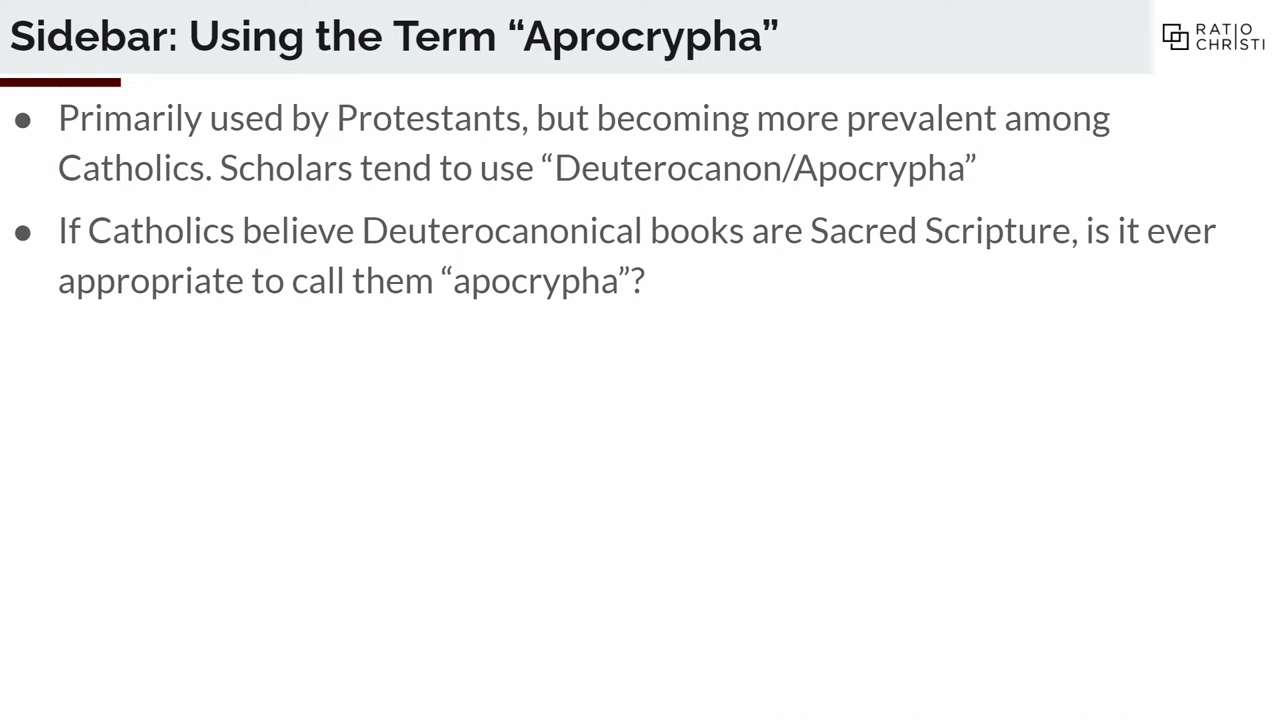 Sidebar: Using the Term “Aprocrypha”
RATIO
CHRISTI
● Primarily used by Protestants, but becoming more prevalent among
Catholics. Scholars tend to use “Deuterocanon/Apocrypha”
● If Catholics believe Deuterocanonical books are Sacred Scripture, is it ever
appropriate to call them “apocrypha”?